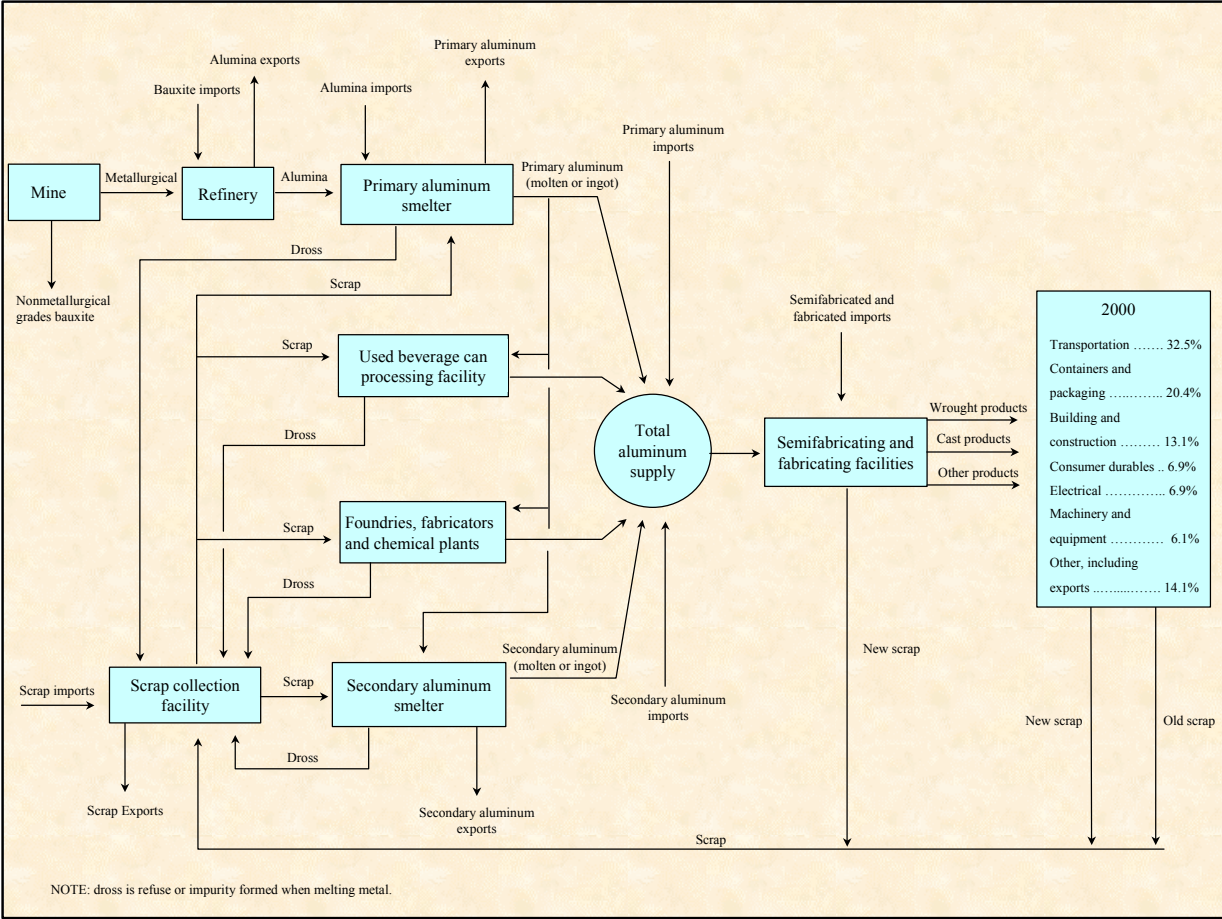 Primary aluminum
exports
Alumina exports
Bauxite imports
Alumina imports
Primary aluminum
imports
Mine
Metallurgical
Refinery
Alumina
Primary aluminum
smelter
Primary aluminum
(molten or ingot)
Dross
Scrap
Nonmetallurgical
grades bauxite
Semifabricated and
fabricated imports
Scrap
Used beverage can
processing facility
Dross
Total
aluminum
supply
Semifabricating and
fabricating facilities
Wrought products
Cast products
Other products
2000
Transportation ……. 32.5%
Containers and
packaging …..…….. 20.4%
Building and
construction ……… 13.1%
Consumer durables .. 6.9%
Electrical ………….. 6.9%
Machinery and
equipment ………… 6.1%
Other, including
exports ..….....……. 14.1%
Scrap
Foundries, fabricators
and chemical plants
Dross
Scrap imports
Scrap collection
facility
Scrap
Secondary aluminum
smelter
Secondary aluminum
(molten or ingot)
Secondary aluminum
imports
New scrap
New scrap
Old scrap
Dross
Scrap Exports
Secondary aluminum
exports
Scrap
NOTE: dross is refuse or impurity formed when melting metal.